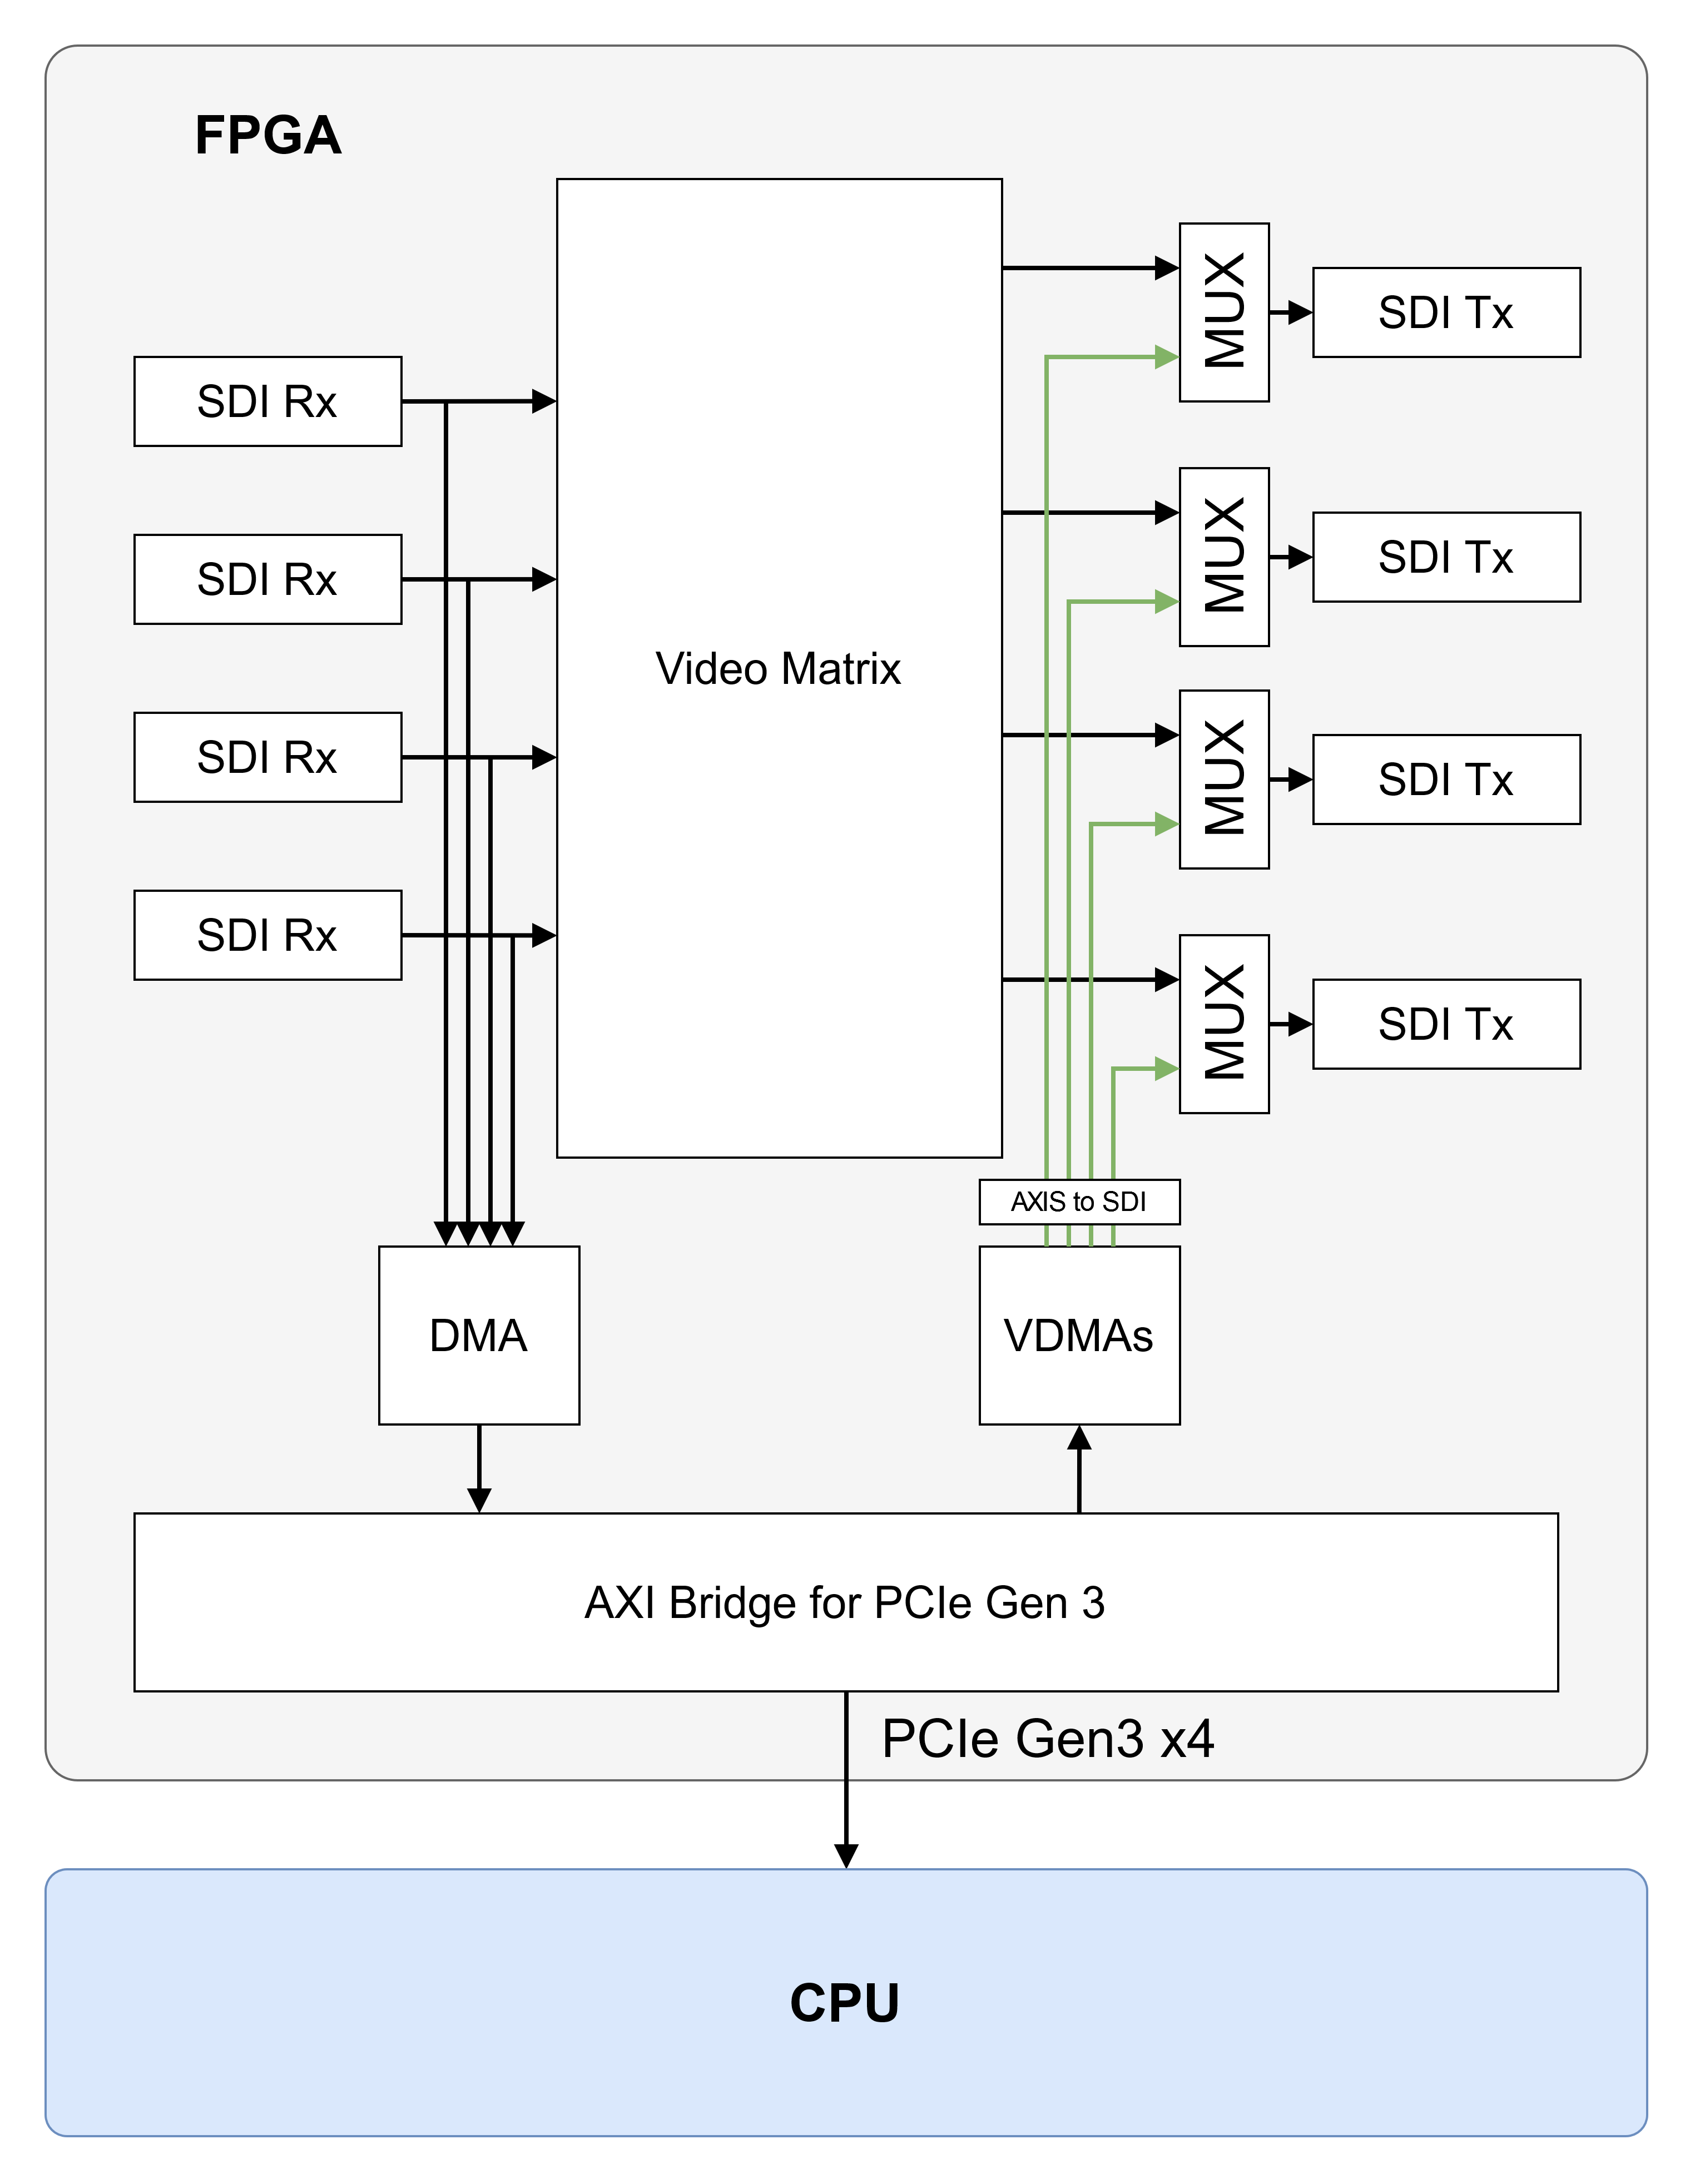 FPGA
SDI Rx
SDI Rx
SDI Rx
SDI Rx
Video Matrix
MUX
SDI Tx
MUX
SDI Tx
MUX
SDI Tx
MUX
SDI Tx
AXIS to SDI
DMA
VDMAs
AXI Bridge for PCIe Gen 3
PCIe Gen3 x4
CPU